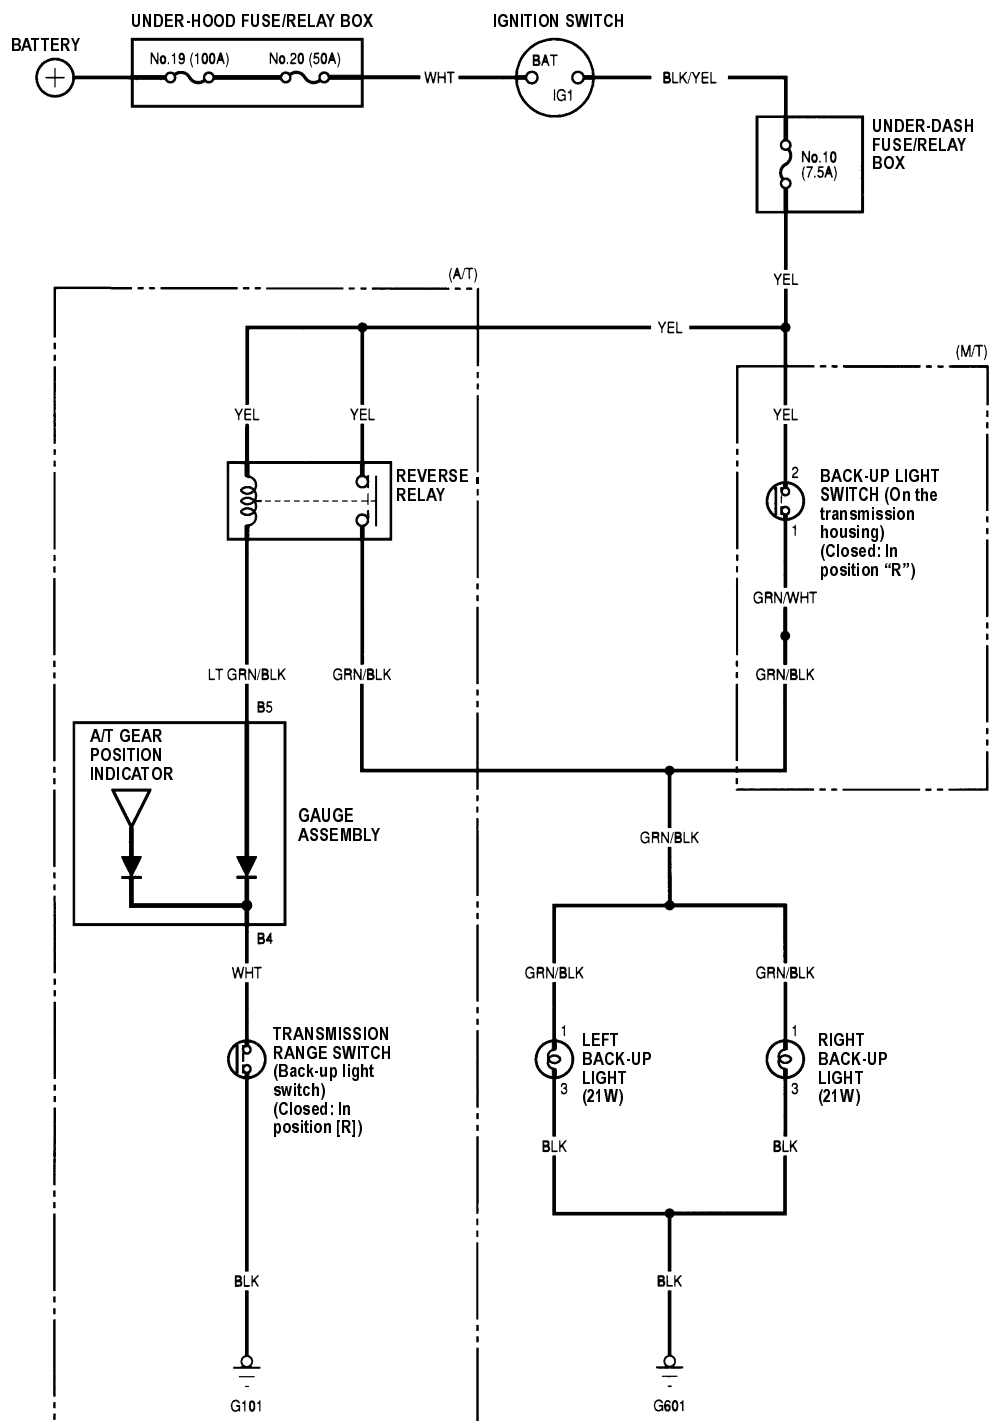 UNDER-HOOD FUSE/RELAY BOX
IGNITION SWITCH
BATTERY
No.19 (100A)
No.20 (50A)
WHT
BAT
IG1
BLK/YEL
UNDER-DASH
FUSE/RELAY
BOX
No.10
(7.5A)
YEL
(A/T)
YEL
(M/T)
YEL
YEL
YEL
REVERSE
RELAY
2
1
BACK-UP LIGHT
SWITCH (On the
transmission
housing)
(Closed: In
position “R”)
GRN/WHT
LT GRN/BLK
GRN/BLK
GRN/BLK
B5
A/T GEAR
POSITION
INDICATOR
GAUGE
ASSEMBLY
GRN/BLK
B4
WHT
GRN/BLK
GRN/BLK
TRANSMISSION
RANGE SWITCH
(Back-up light
switch)
(Closed: In
position [R])
1
3
LEFT
BACK-UP
LIGHT
(21W)
1
3
RIGHT
BACK-UP
LIGHT
(21W)
BLK
BLK
BLK
BLK
G101
G601